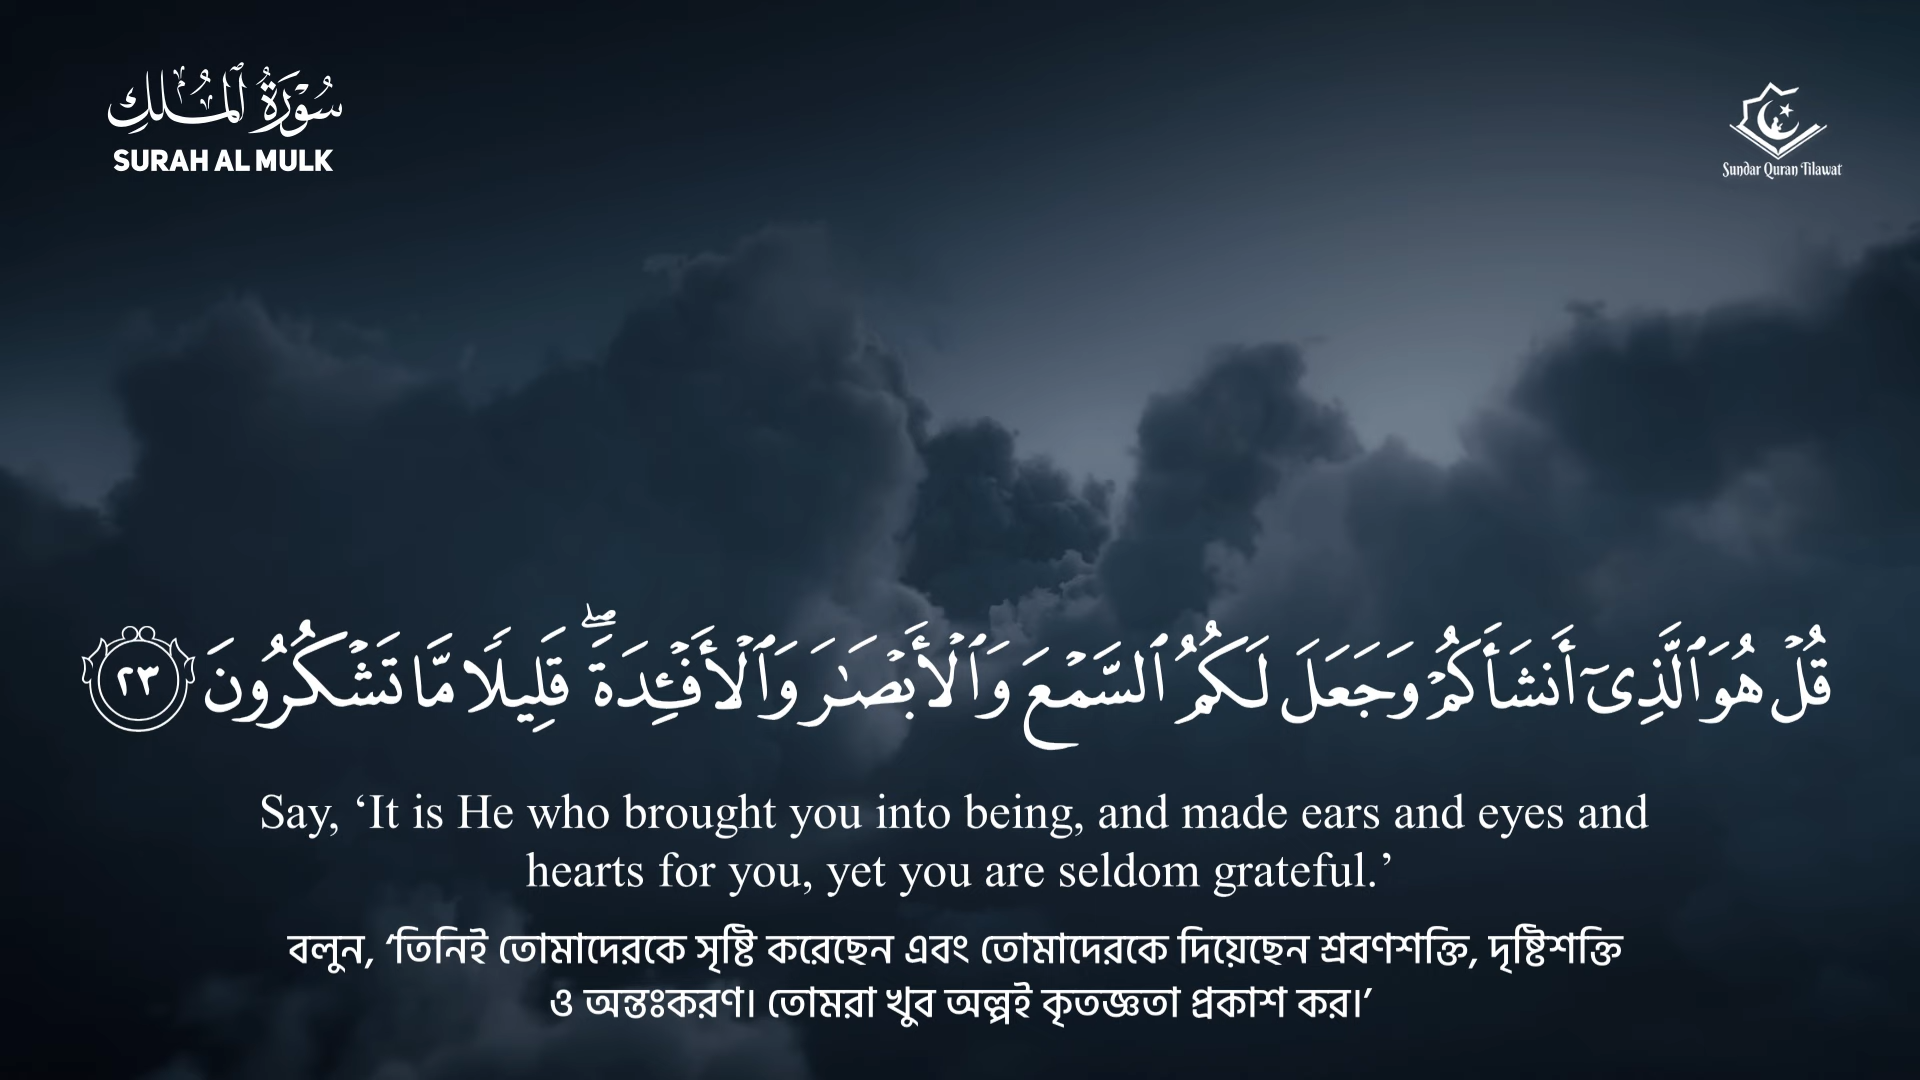 سُورَةُ ٱلْمُلْكِ
SURAH AL MULK
Sundar Quran Tilawat
قُلْ هُوَ ٱلَّذِىٓ أَنشَأَكُمْ وَجَعَلَ لَكُمُ ٱلسَّمْعَ وَٱلْأَبْصَـٰرَ وَٱلْأَفْـِٔدَةَ ۖ قَلِيلًا مَّا تَشْكُرُونَ ٢٣
Say, ‘It is He who brought you into being, and made ears and eyes and
hearts for you, yet you are seldom grateful.’
বলুন, ‘তিনিই তোমাদেরকে সৃষ্টি করেছেন এবং তোমাদেরকে দিয়েছেন শ্রবণশক্তি, দৃষ্টিশক্তি
ও অন্তঃকরণ। তোমরা খুব অল্পই কৃতজ্ঞতা প্রকাশ কর।’